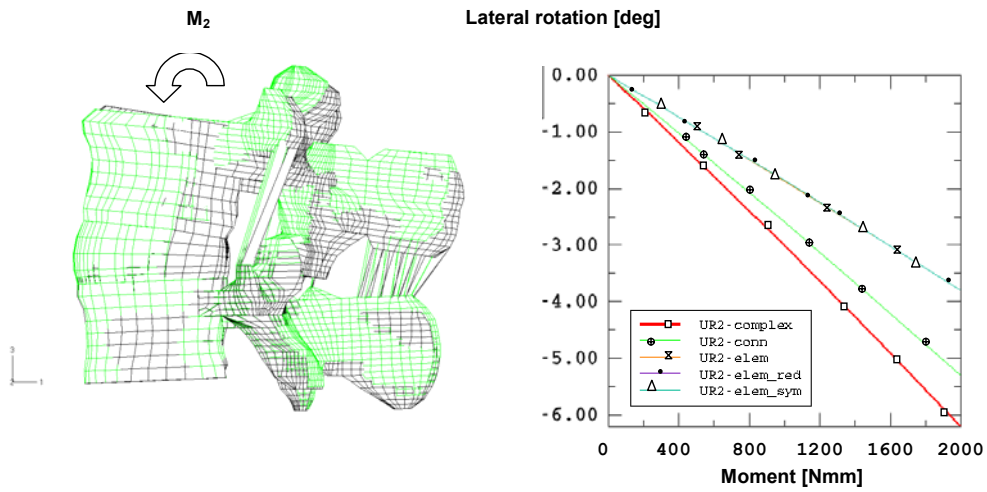 M₂
Lateral rotation [deg]
0.00
-1.00
-2.00
-3.00
-4.00
-5.00
-6.00
UR2-complex
UR2-conn
UR2-elem
UR2-elem_red
UR2-elem_sym
0 400 800 1200 1600 2000
Moment [Nmm]
3
2 1